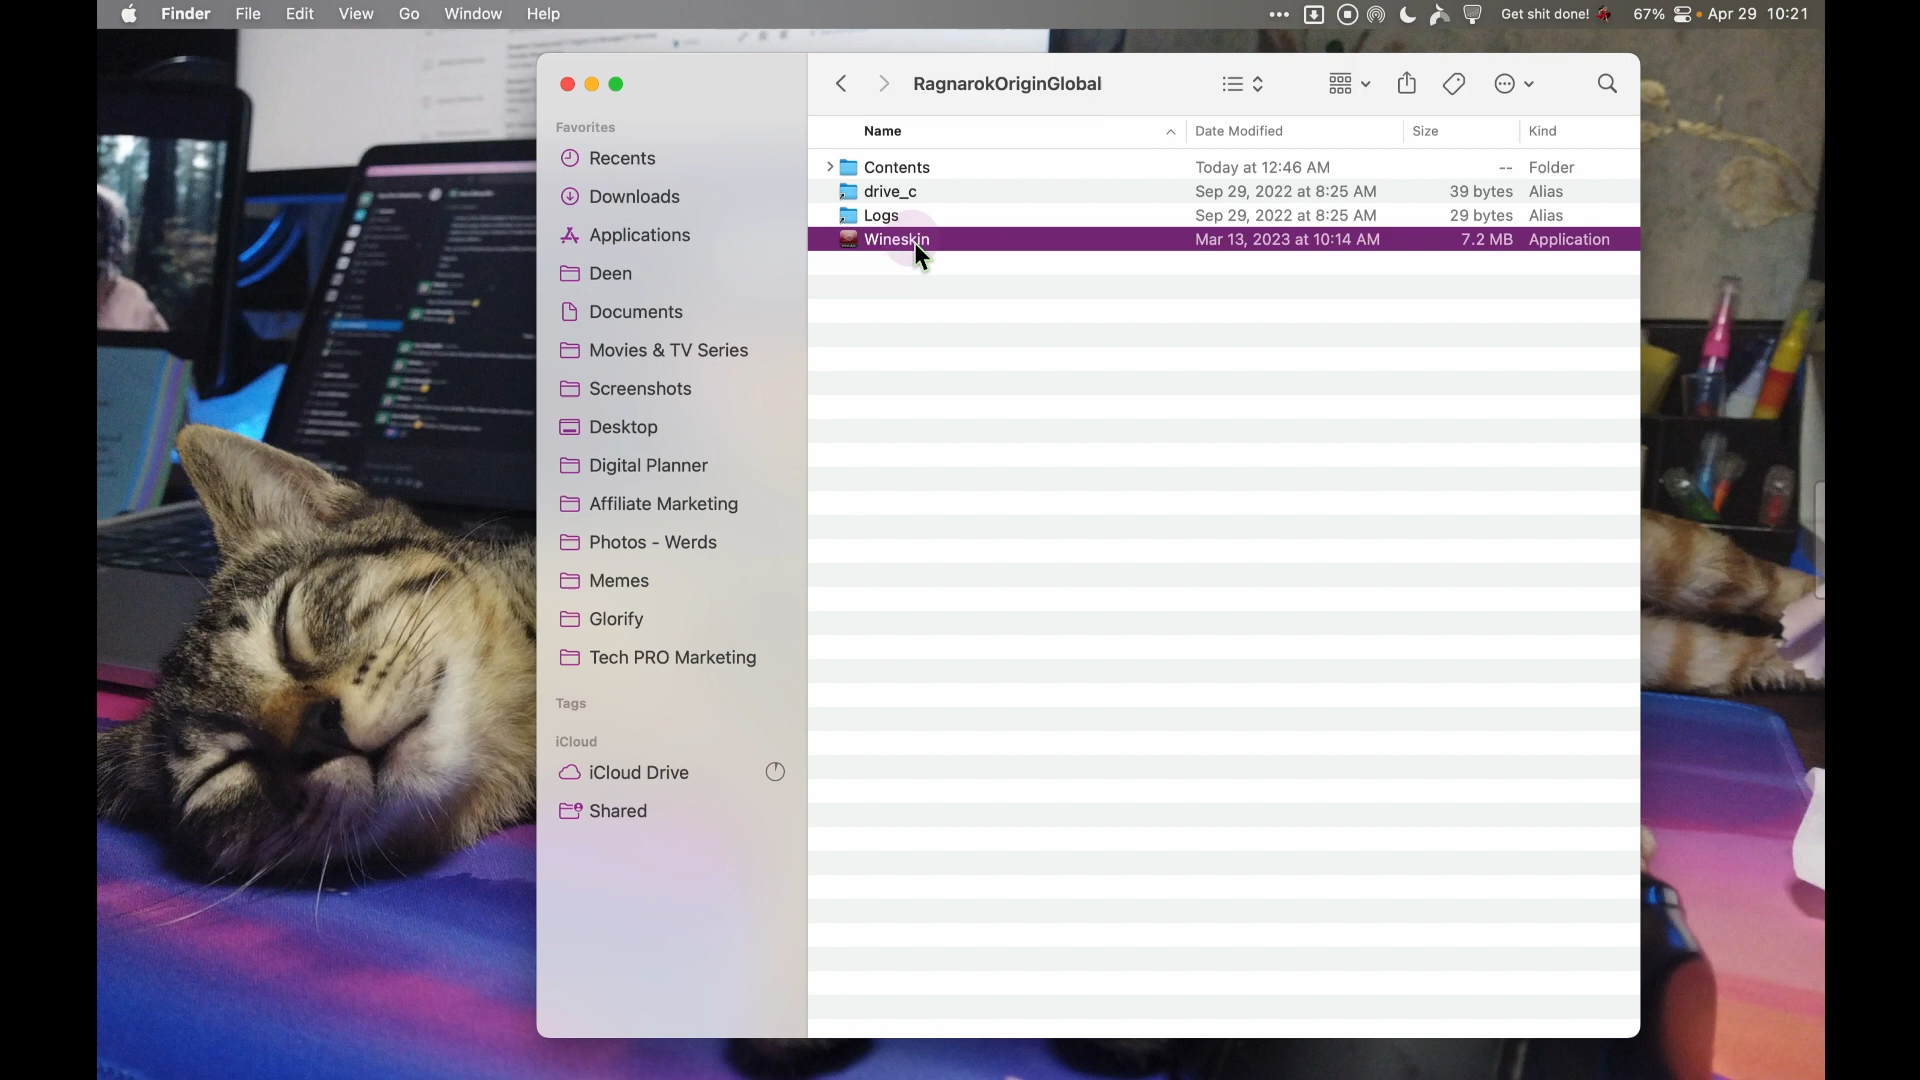 Finder File Edit View Go Window Help Get shit done! 67% Apr 29 10:21
RagnarokOriginGlobal
Favorites
Recents
Downloads
Applications
Deen
Documents
Movies & TV Series
Screenshots
Desktop
Digital Planner
Affiliate Marketing
Photos - Werds
Memes
Glorify
Tech PRO Marketing
Tags
iCloud
iCloud Drive
Shared
Name Date Modified Size Kind
Contents Today at 12:46 AM -- Folder
drive_c Sep 29, 2022 at 8:25 AM 39 bytes Alias
Logs Sep 29, 2022 at 8:25 AM 29 bytes Alias
Wineskin Mar 13, 2023 at 10:14 AM 7.2 MB Application